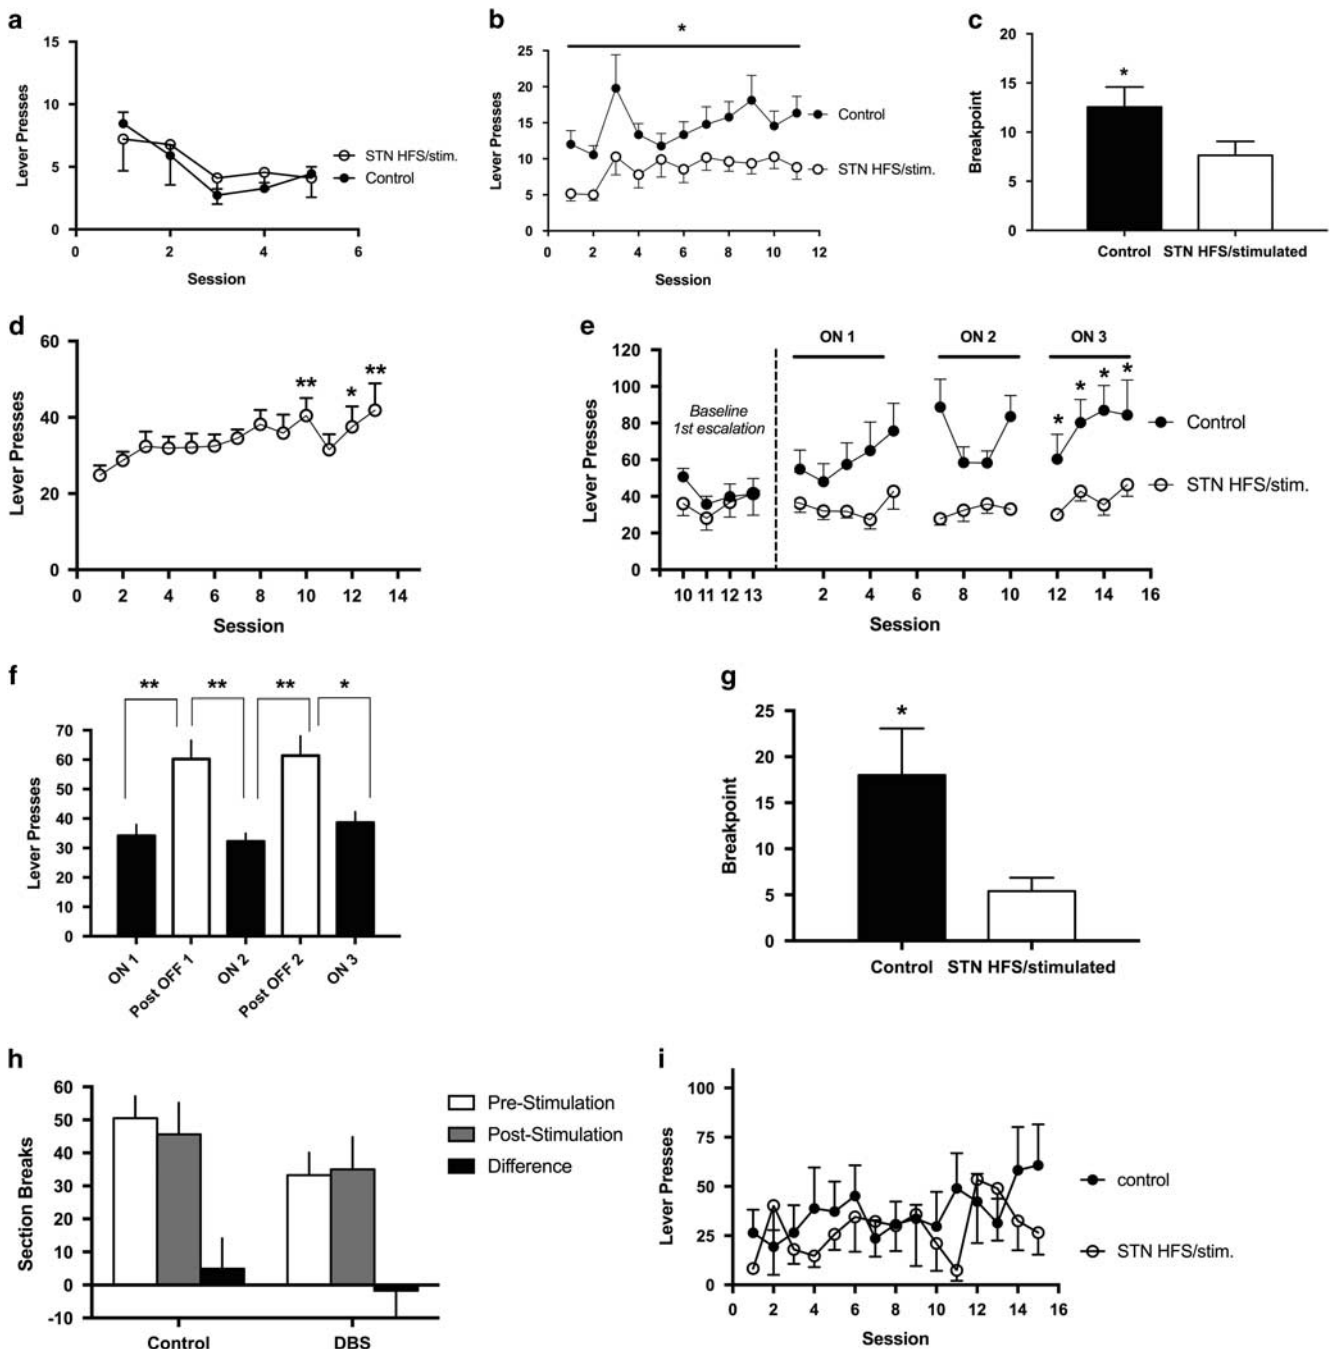 a
15
10
5
0
Lever Presses
0 2 4 6
Session
STN HFS/stim.
Control
b
*
25
20
15
10
5
0
Lever Presses
0 2 4 6 8 10 12
Session
Control
STN HFS/stim.
c
20
15
10
5
0
Breakpoint
*
Control STN HFS/stimulated
d
60
40
20
0
Lever Presses
** * **
0 2 4 6 8 10 12 14
Session
e
ON 1 ON 2 ON 3
120
100
80
60
40
20
0
Lever Presses
Baseline
1st escalation
* * * *
Control
STN HFS/stim.
10 11 12 13 2 4 6 8 10 12 14 16
Session
f
** ** ** *
70
60
50
40
30
20
10
0
Lever Presses
ON 1 Post OFF 1 ON 2 Post OFF 2 ON 3
g
25
20
15
10
5
0
Breakpoint
*
Control STN HFS/stimulated
h
60
50
40
30
20
10
0
-10
Section Breaks
Pre-Stimulation
Post-Stimulation
Difference
Control DBS
i
100
75
50
25
0
Lever Presses
control
STN HFS/stim.
0 2 4 6 8 10 12 14 16
Session